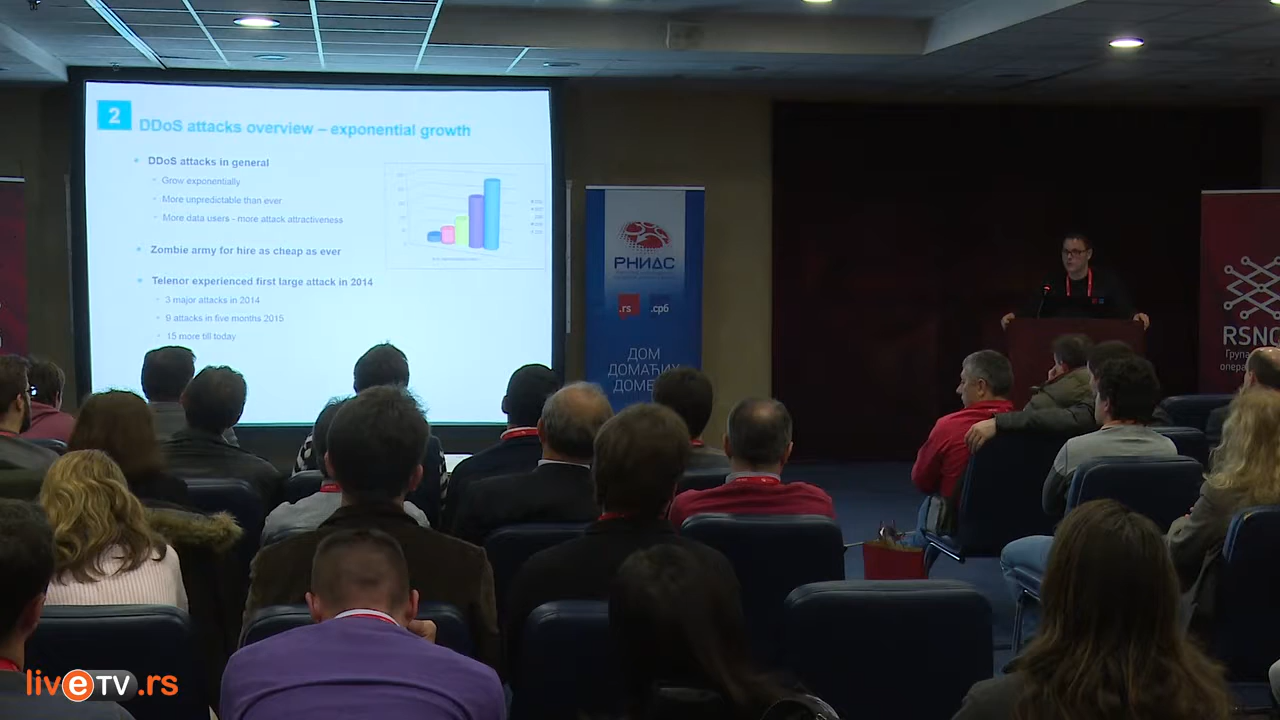 2
DDoS attacks overview – exponential growth
DDoS attacks in general
Grow exponentially
More unpredictable than ever
More data users - more attack attractiveness
Zombie army for hire as cheap as ever
Telenor experienced first large attack in 2014
3 major attacks in 2014
9 attacks in five months 2015
15 more till today
РНИДС
.rs
.срб
ДОМ
ДОМАЋИХ
ДОМЕ
RSNO
Група
опера
liveTV.rs